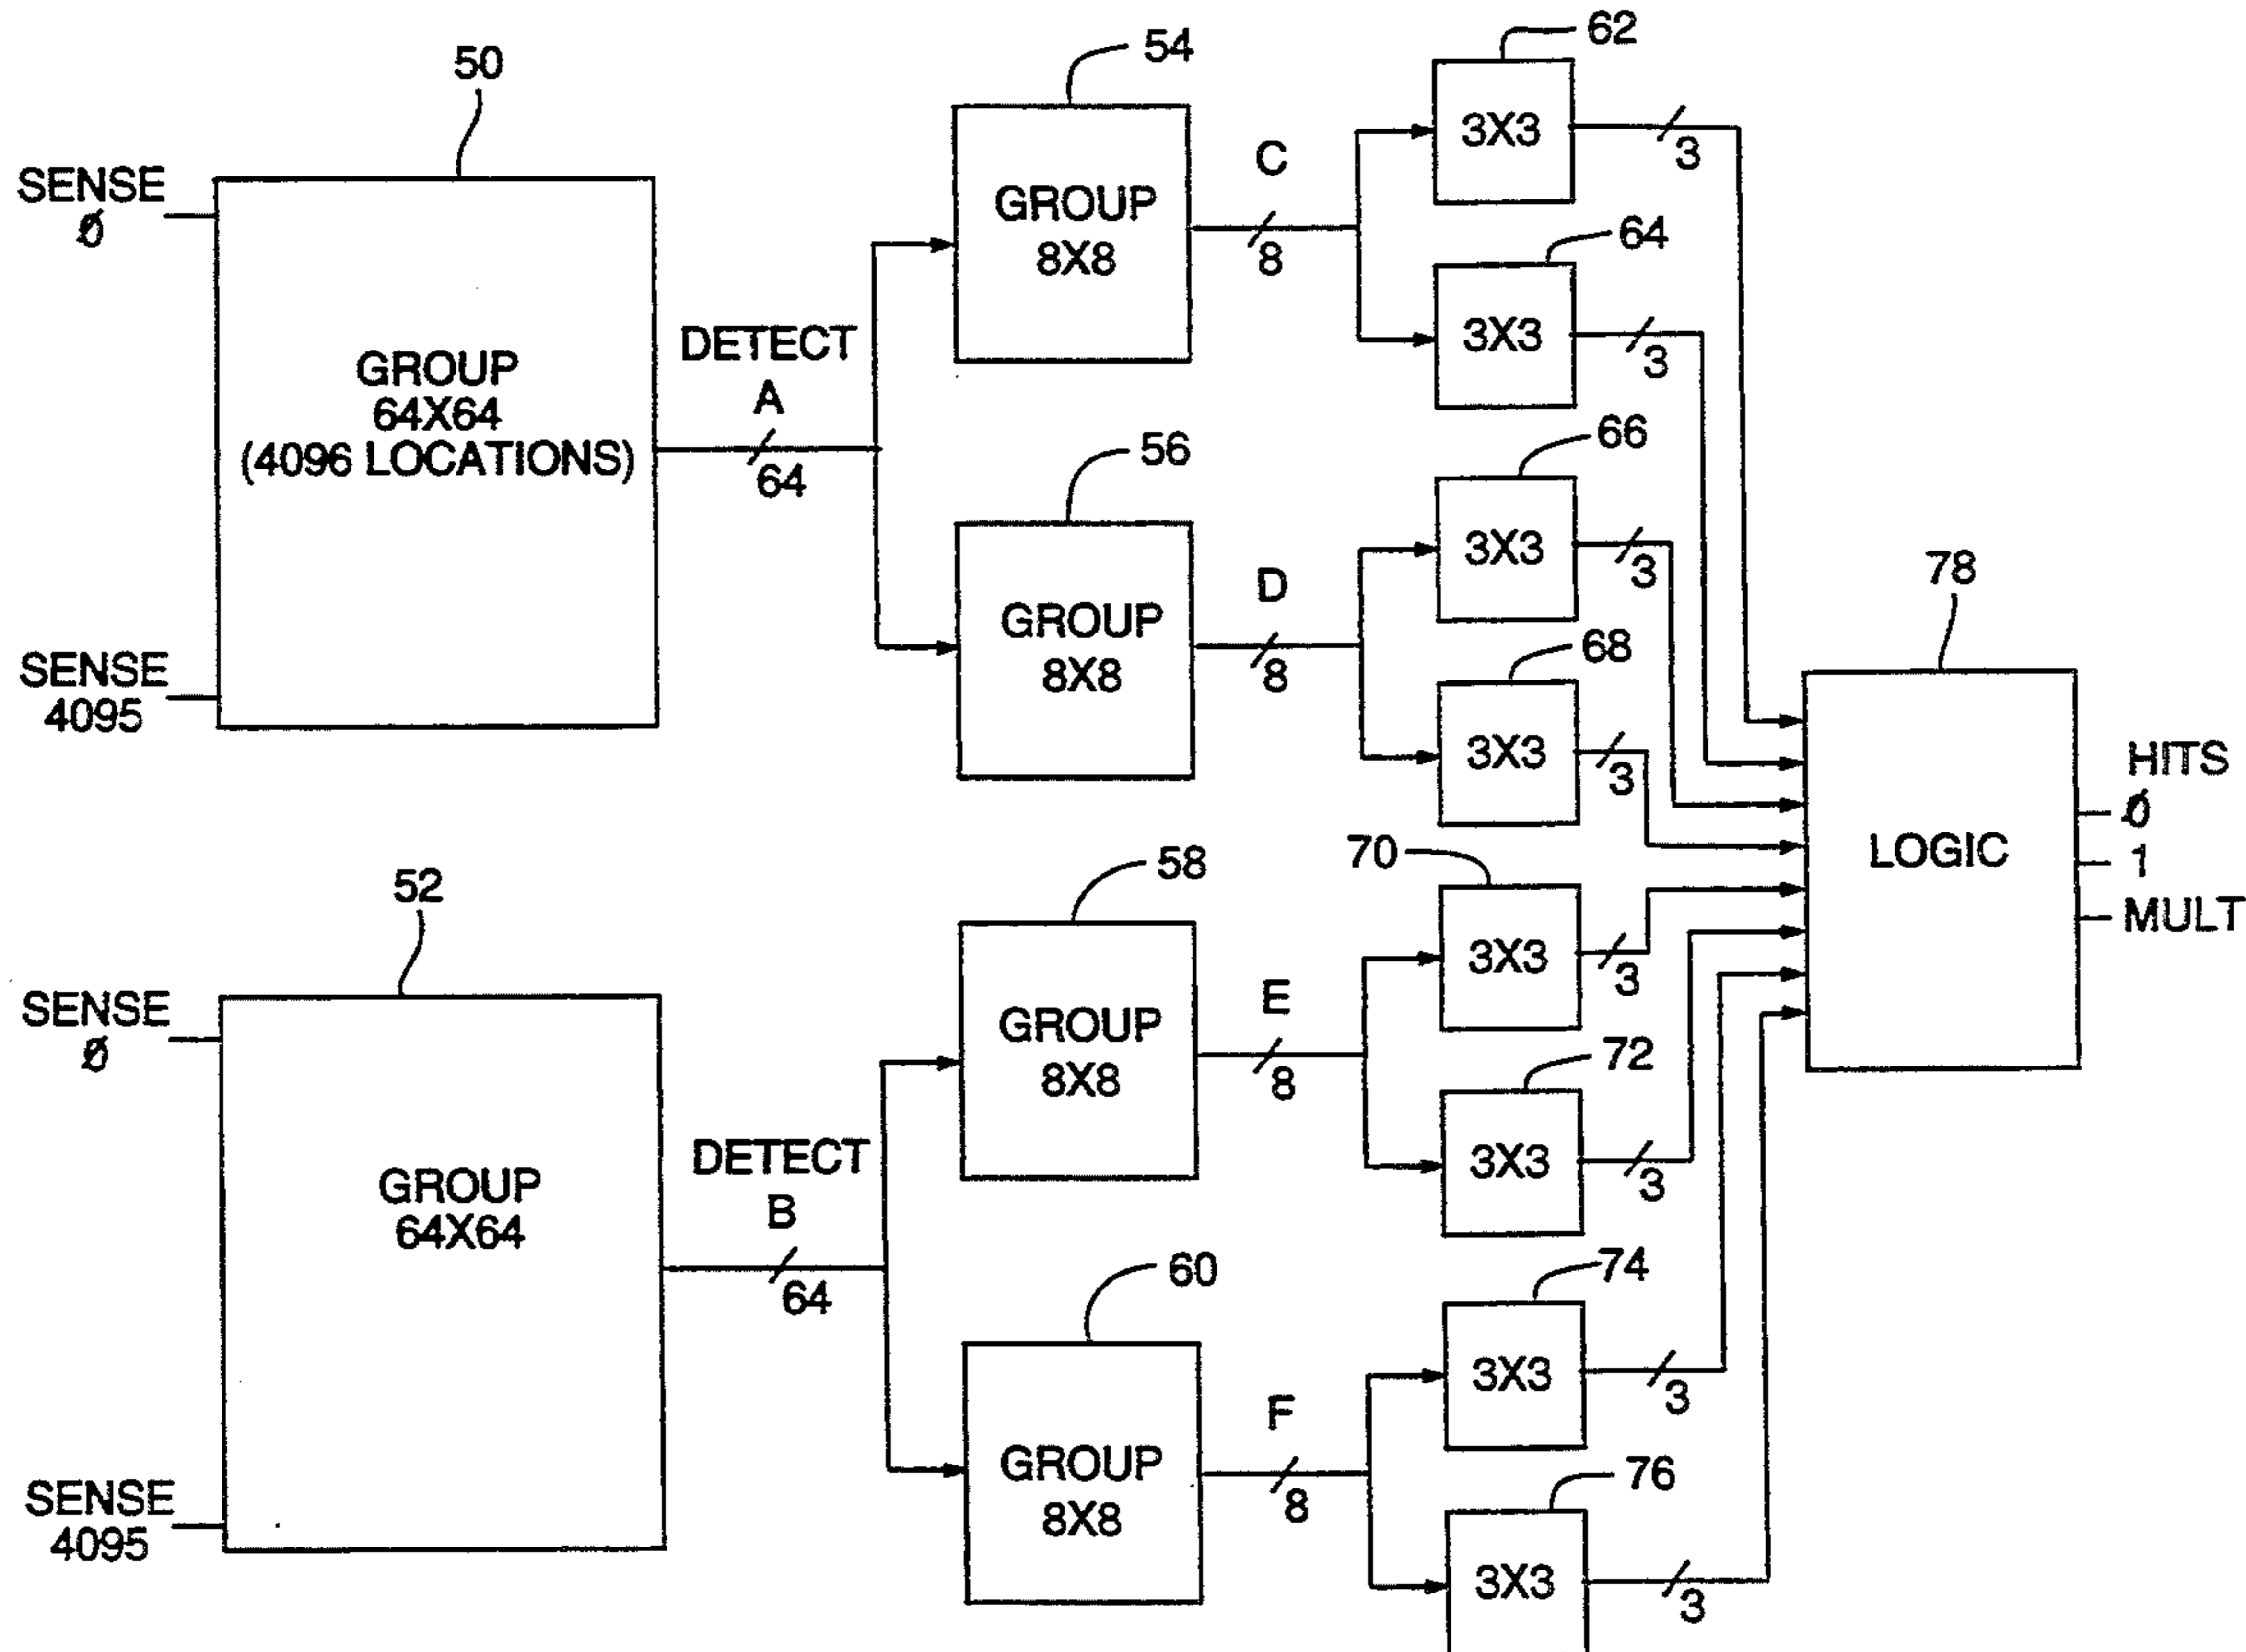 50
SENSE
Ø
GROUP
64X64
(4096 LOCATIONS)
SENSE
4095
DETECT
A
64
54
GROUP
8X8
C
8
56
GROUP
8X8
D
8
62
3X3
3
64
3X3
3
66
3X3
3
68
3X3
3
52
SENSE
Ø
GROUP
64X64
SENSE
4095
DETECT
B
64
58
GROUP
8X8
E
8
60
GROUP
8X8
F
8
70
3X3
3
72
3X3
3
74
3X3
3
76
3X3
3
78
LOGIC
HITS
Ø
1
MULT